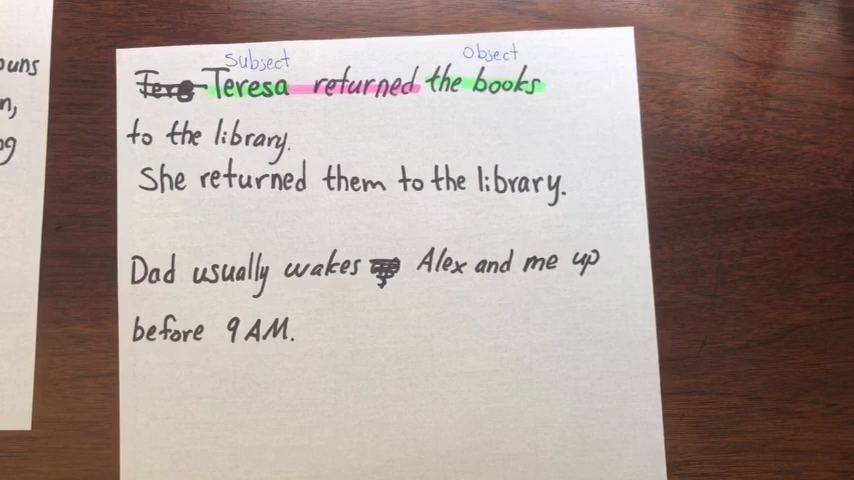 Subject Object
Teresa returned the books
to the library.
She returned them to the library.
Dad usually wakes Alex and me up
before 9 AM.